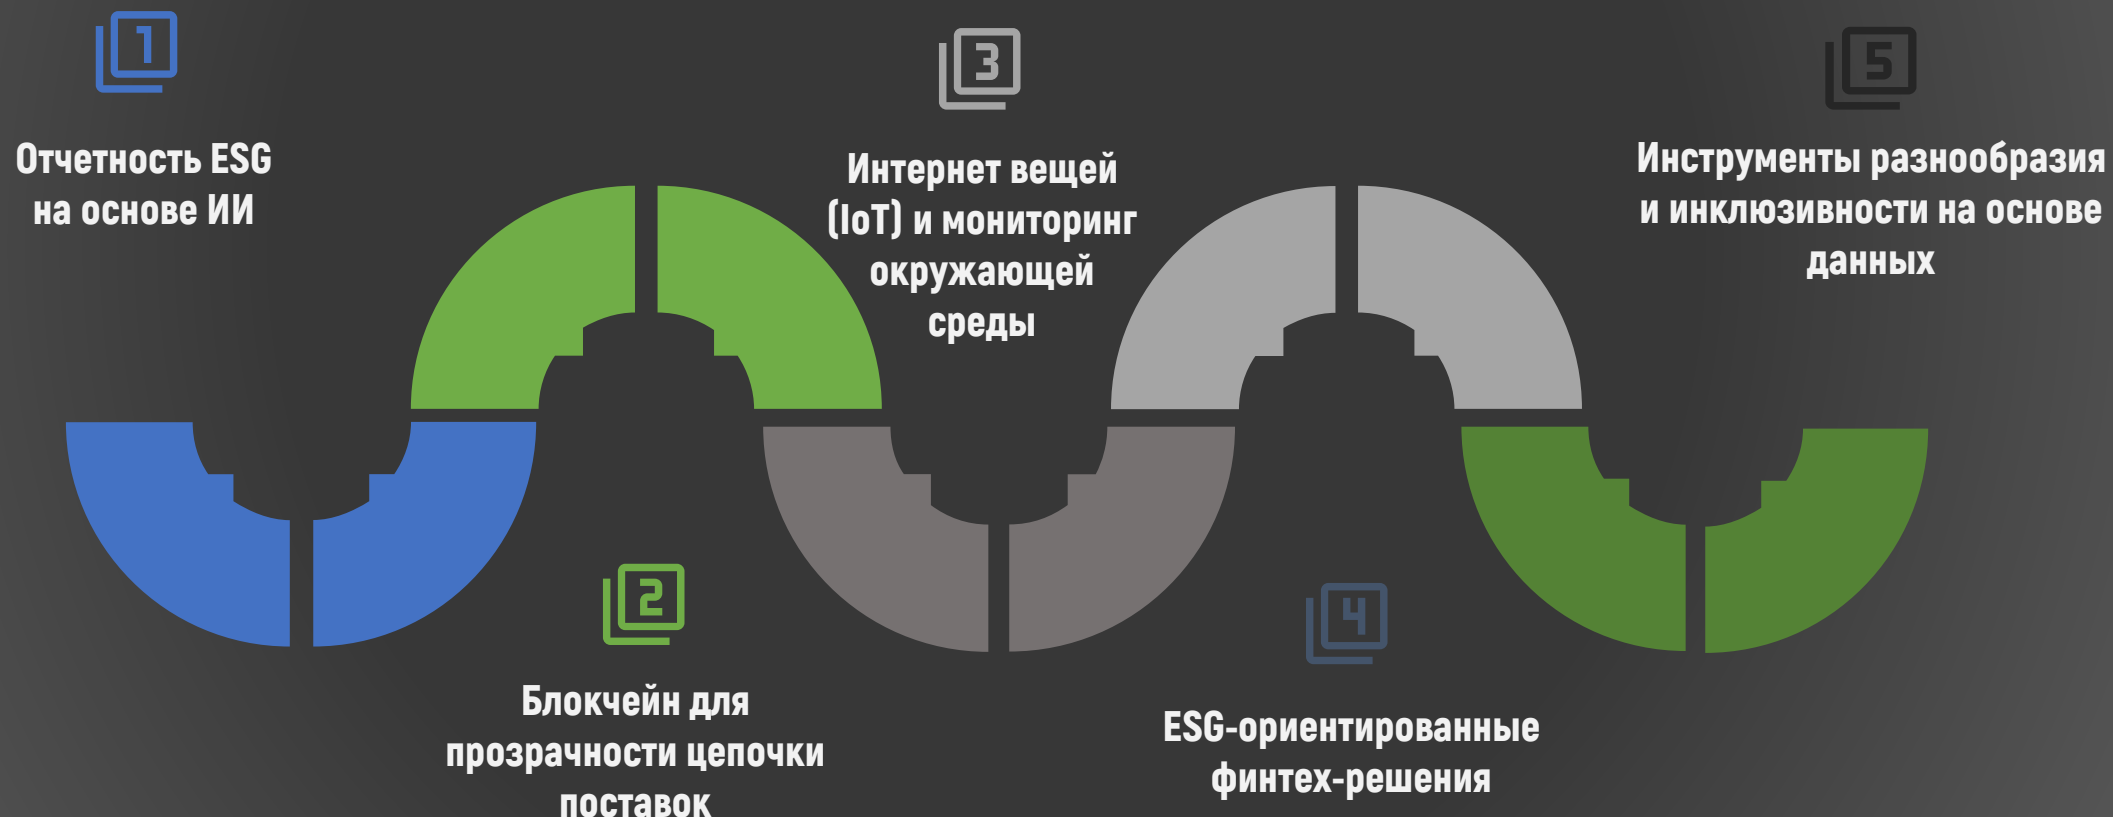 1
Отчетность ESG
на основе ИИ
2
Блокчейн для
прозрачности цепочки
поставок
3
Интернет вещей
(IoT) и мониторинг
окружающей
среды
4
ESG-ориентированные
финтех-решения
5
Инструменты разнообразия
и инклюзивности на основе
данных